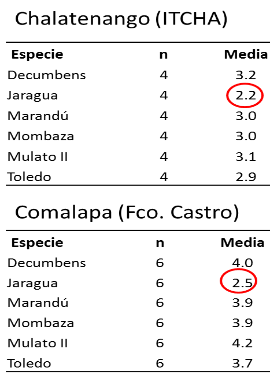 Chalatenango (ITCHA)
Especie n Media
Decumbens 4 3.2
Jaragua 4 2.2
Marandú 4 3.0
Mombaza 4 3.0
Mulato II 4 3.1
Toledo 4 2.9
Comalapa (Fco. Castro)
Especie n Media
Decumbens 6 4.0
Jaragua 6 2.5
Marandú 6 3.9
Mombaza 6 3.9
Mulato II 6 4.2
Toledo 6 3.7